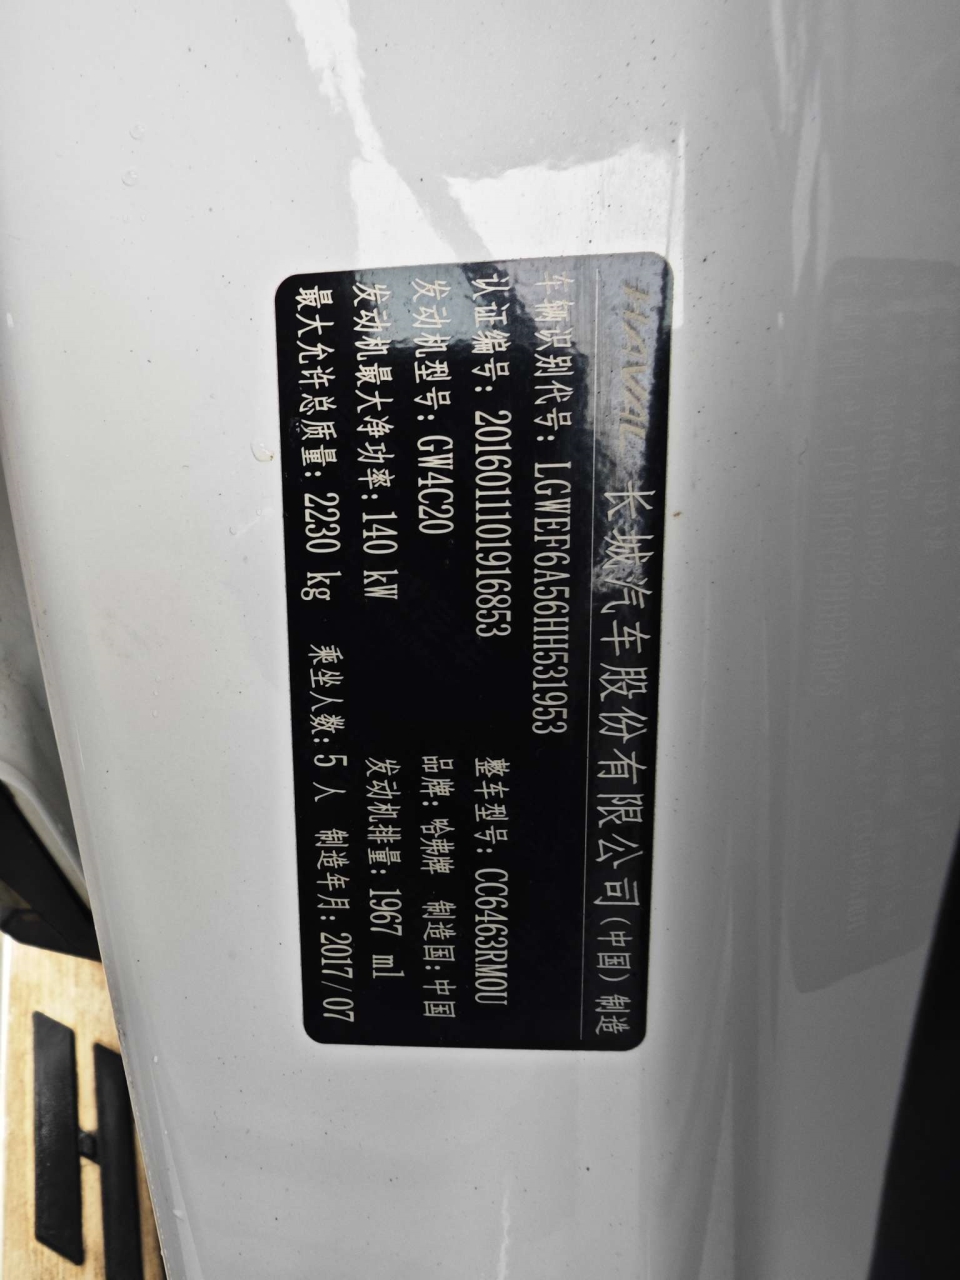 HAVAL 长城汽车股份有限公司(中国)制造
车辆识别代号:LGWEF6A56HH531953
认证编号:2016011101916853 整车型号:CC6463RM0U
发动机型号:GW4C20 品牌:哈弗牌 制造国:中国
发动机最大净功率:140 kW 发动机排量:1967 ml
最大允许总质量:2230 kg 乘坐人数:5人 制造年月:2017/07